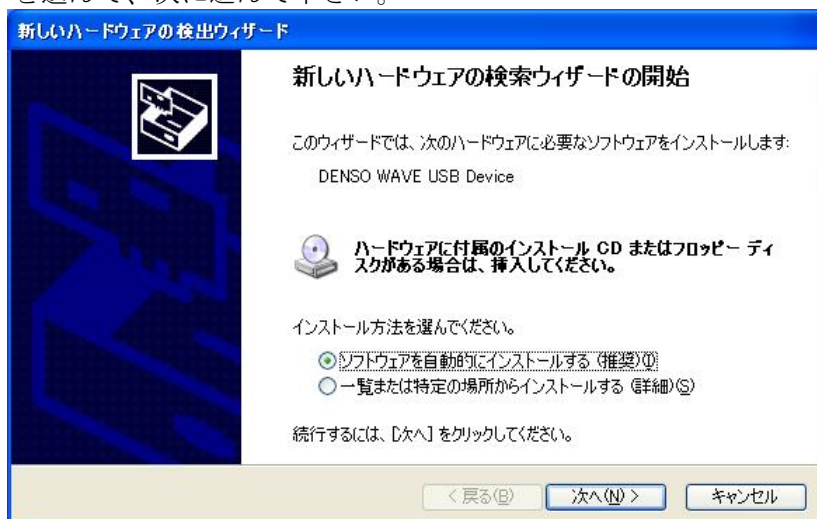 を選んで、次に進んで下さい。
新しいハードウェアの検出ウィザード
新しいハードウェアの検索ウィザードの開始
このウィザードでは、次のハードウェアに必要なソフトウェアをインストールします:
DENSO WAVE USB Device
ハードウェアに付属のインストール CD またはフロッピー ディ
スクがある場合は、挿入してください。
インストール方法を選んでください。
ソフトウェアを自動的にインストールする (推奨)(I)
一覧または特定の場所からインストールする (詳細)(S)
続行するには、[次へ] をクリックしてください。
< 戻る(B) 次へ(N) > キャンセル